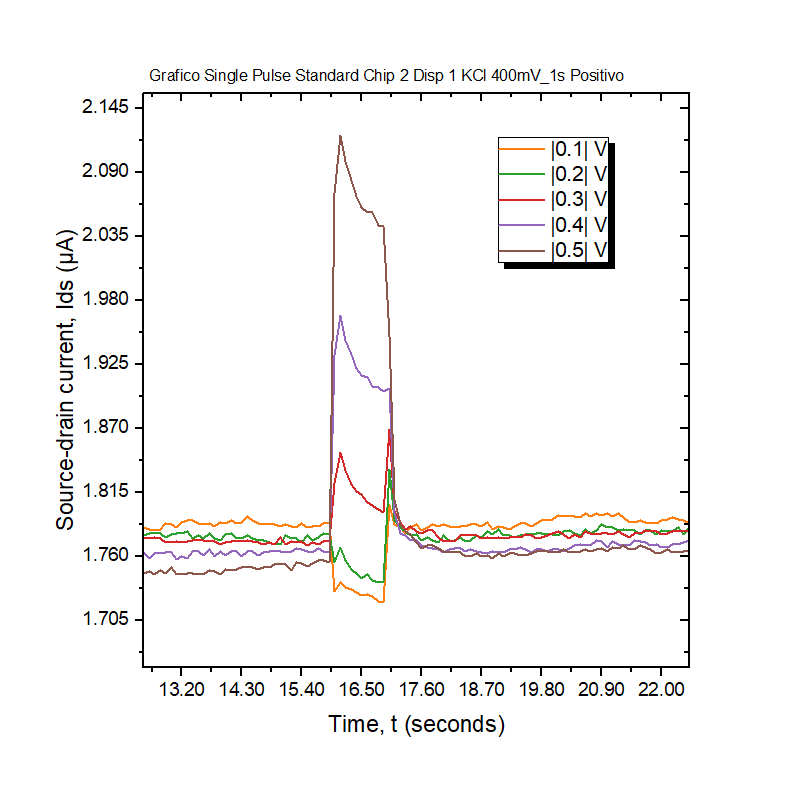 Grafico Single Pulse Standard Chip 2 Disp 1 KCl 400mV_1s Positivo
2.145
2.090
2.035
1.980
1.925
1.870
1.815
1.760
1.705
Source-drain current, Ids (µA)
|0.1| V
|0.2| V
|0.3| V
|0.4| V
|0.5| V
13.20 14.30 15.40 16.50 17.60 18.70 19.80 20.90 22.00
Time, t (seconds)